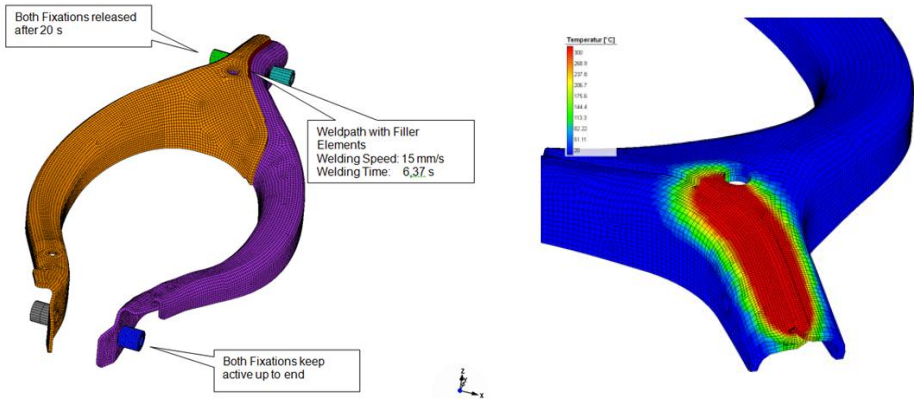 Both Fixations released
after 20 s
Weldpath with Filler
Elements
Welding Speed: 15 mm/s
Welding Time: 6,37 s
Both Fixations keep
active up to end
Z
Y
X
Temperatur [°C]
300
268.9
237.8
206.7
175.6
144.4
113.3
82.22
51.11
20